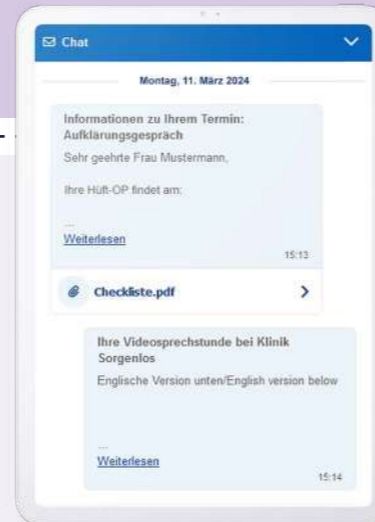 Chat
Montag, 11. März 2024
Informationen zu Ihrem Termin:
Aufklärungsgespräch
Sehr geehrte Frau Mustermann,
Ihre Hüft-OP findet am:
...
Weiterlesen
15:13
Checkliste.pdf
Ihre Videosprechstunde bei Klinik
Sorgenlos
Englische Version unten/English version below
...
Weiterlesen
15:14